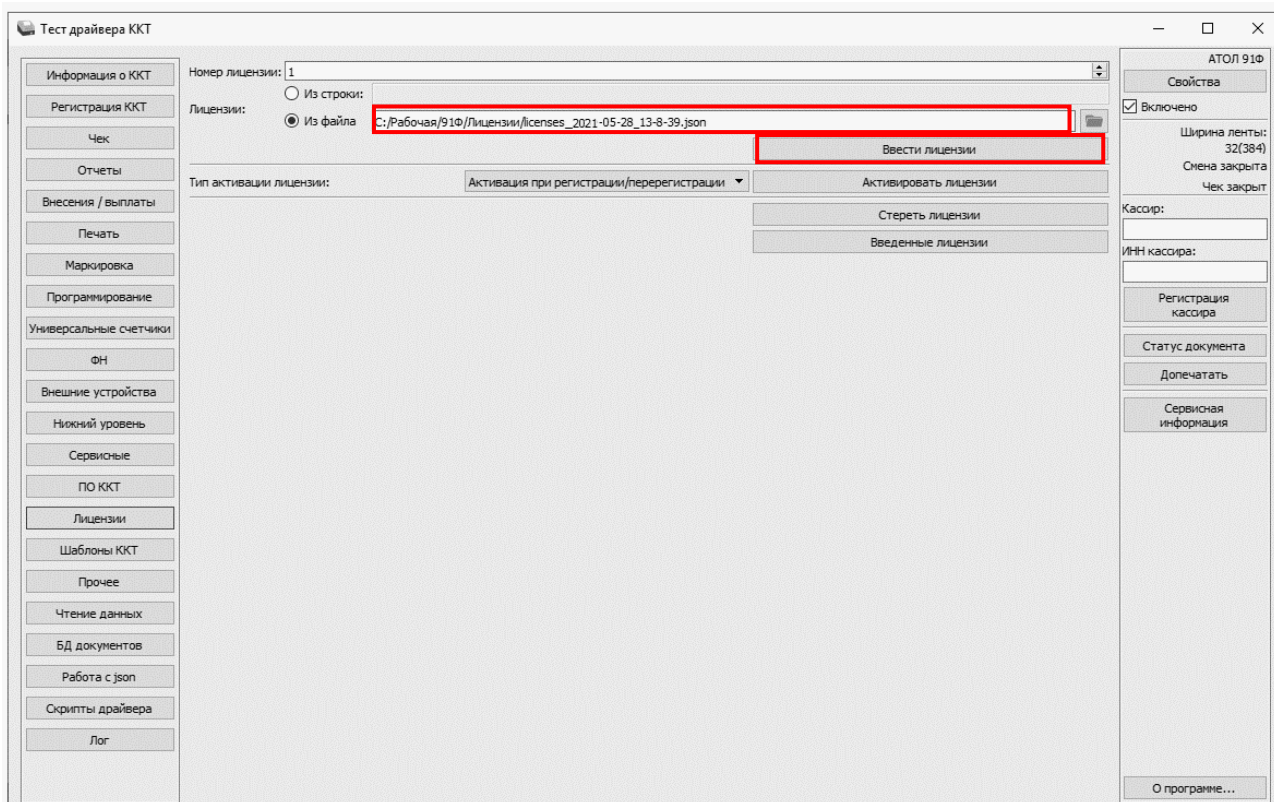 Тест драйвера ККТ
Информация о ККТ
Регистрация ККТ
Чек
Отчеты
Внесения / выплаты
Печать
Маркировка
Программирование
Универсальные счетчики
ФН
Внешние устройства
Нижний уровень
Сервисные
ПО ККТ
Лицензии
Шаблоны ККТ
Прочее
Чтение данных
БД документов
Работа с json
Скрипты драйвера
Лог
Номер лицензии: 1
Лицензии:
Из строки:
Из файла C:/Рабочая/91Ф/Лицензии/licenses_2021-05-28_13-8-39.json
Ввести лицензии
Тип активации лицензии: Активация при регистрации/перерегистрации Активировать лицензии
Стереть лицензии
Введенные лицензии
АТОЛ 91Ф
Свойства
Включено
Ширина ленты:
32(384)
Смена закрыта
Чек закрыт
Кассир:
ИНН кассира:
Регистрация
кассира
Статус документа
Допечатать
Сервисная
информация
О программе...